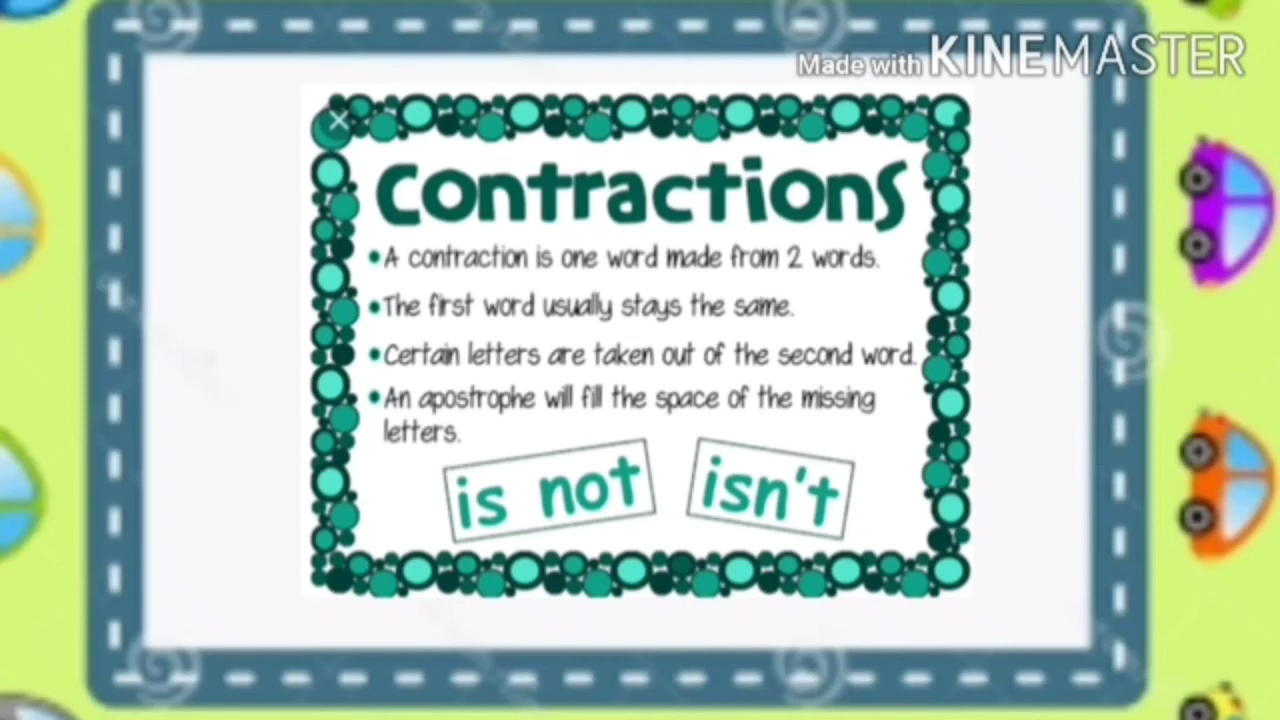 Made with KINEMASTER
Contractions
•A contraction is one word made from 2 words.
•The first word usually stays the same.
•Certain letters are taken out of the second word.
•An apostrophe will fill the space of the missing
letters.
is not isn't